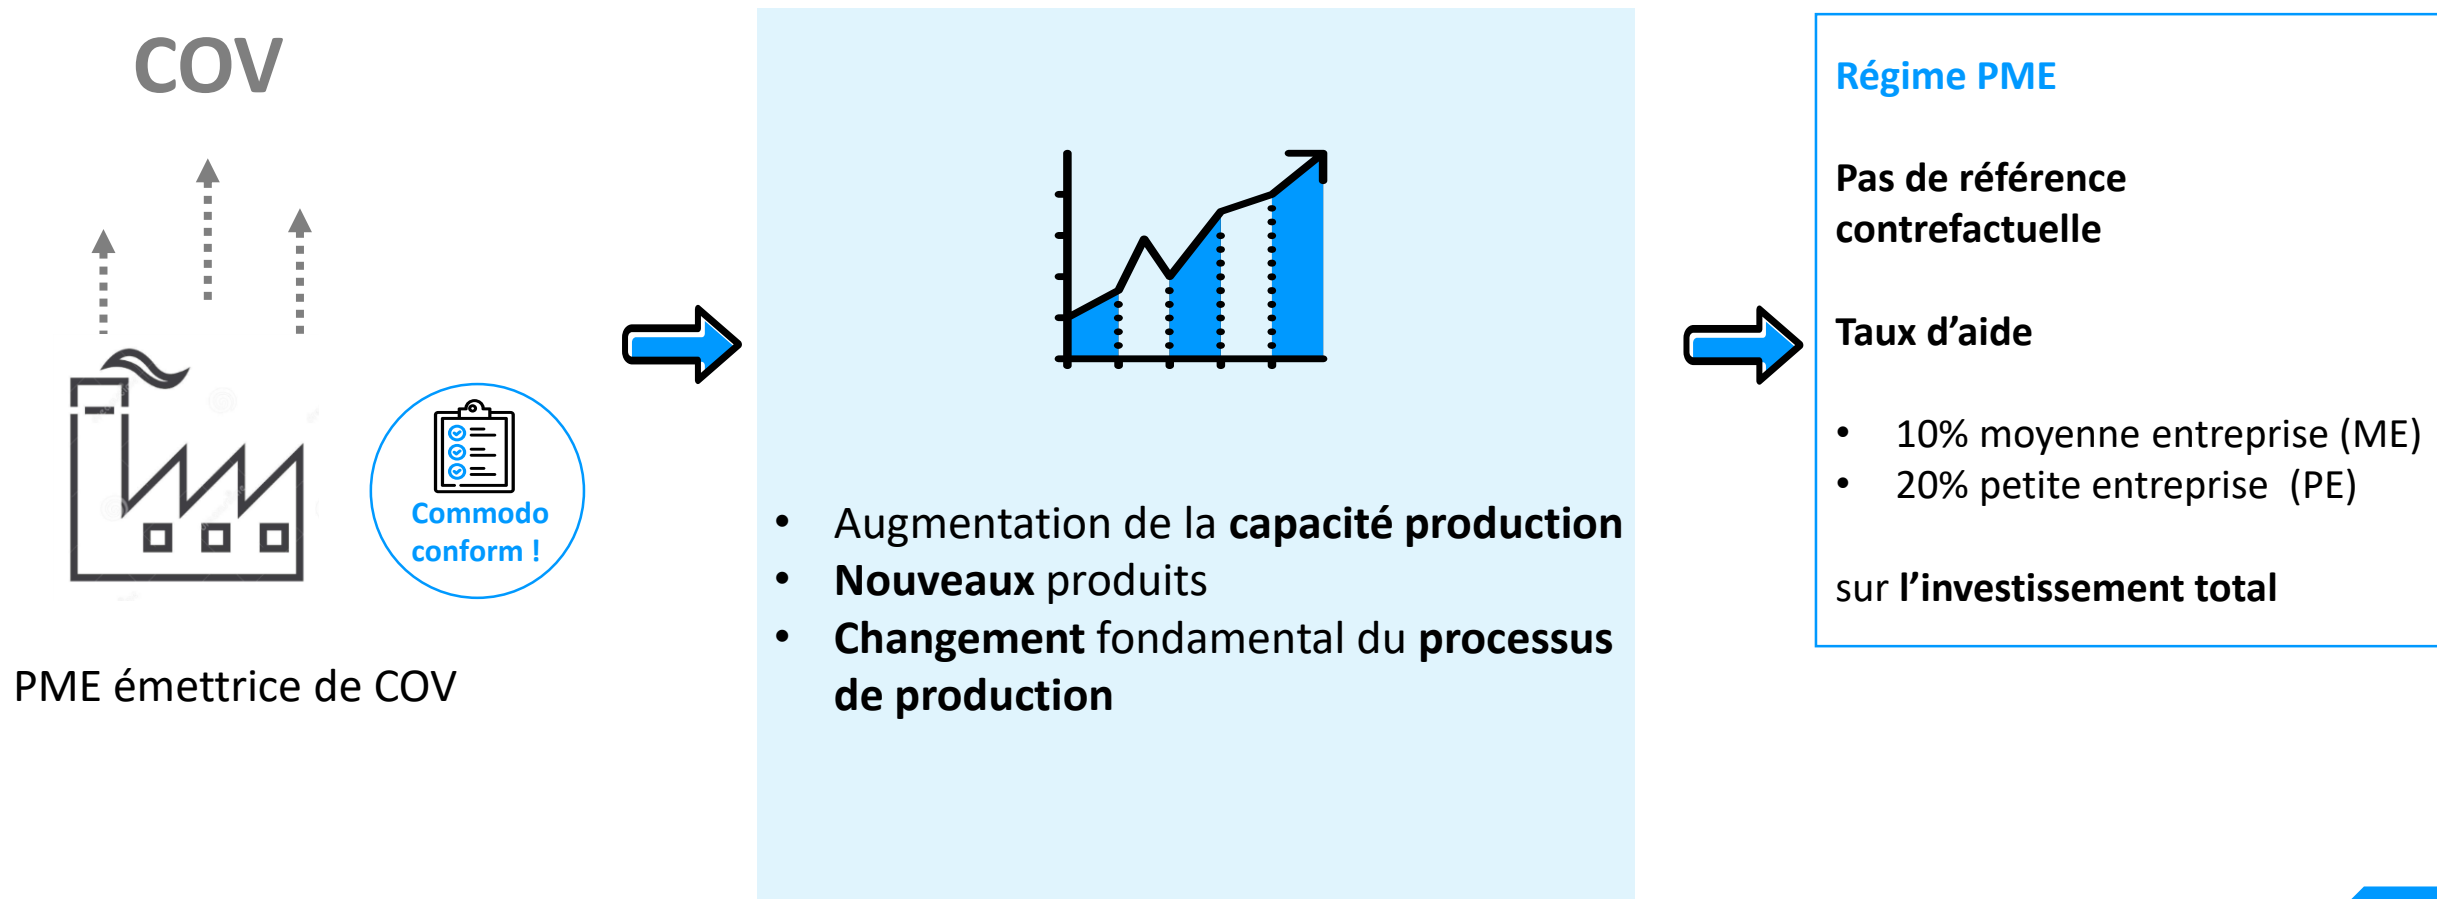 COV
Commodo
conform !
PME émettrice de COV
• Augmentation de la capacité production
• Nouveaux produits
• Changement fondamental du processus
de production
Régime PME
Pas de référence
contrefactuelle
Taux d’aide
• 10% moyenne entreprise (ME)
• 20% petite entreprise (PE)
sur l’investissement total